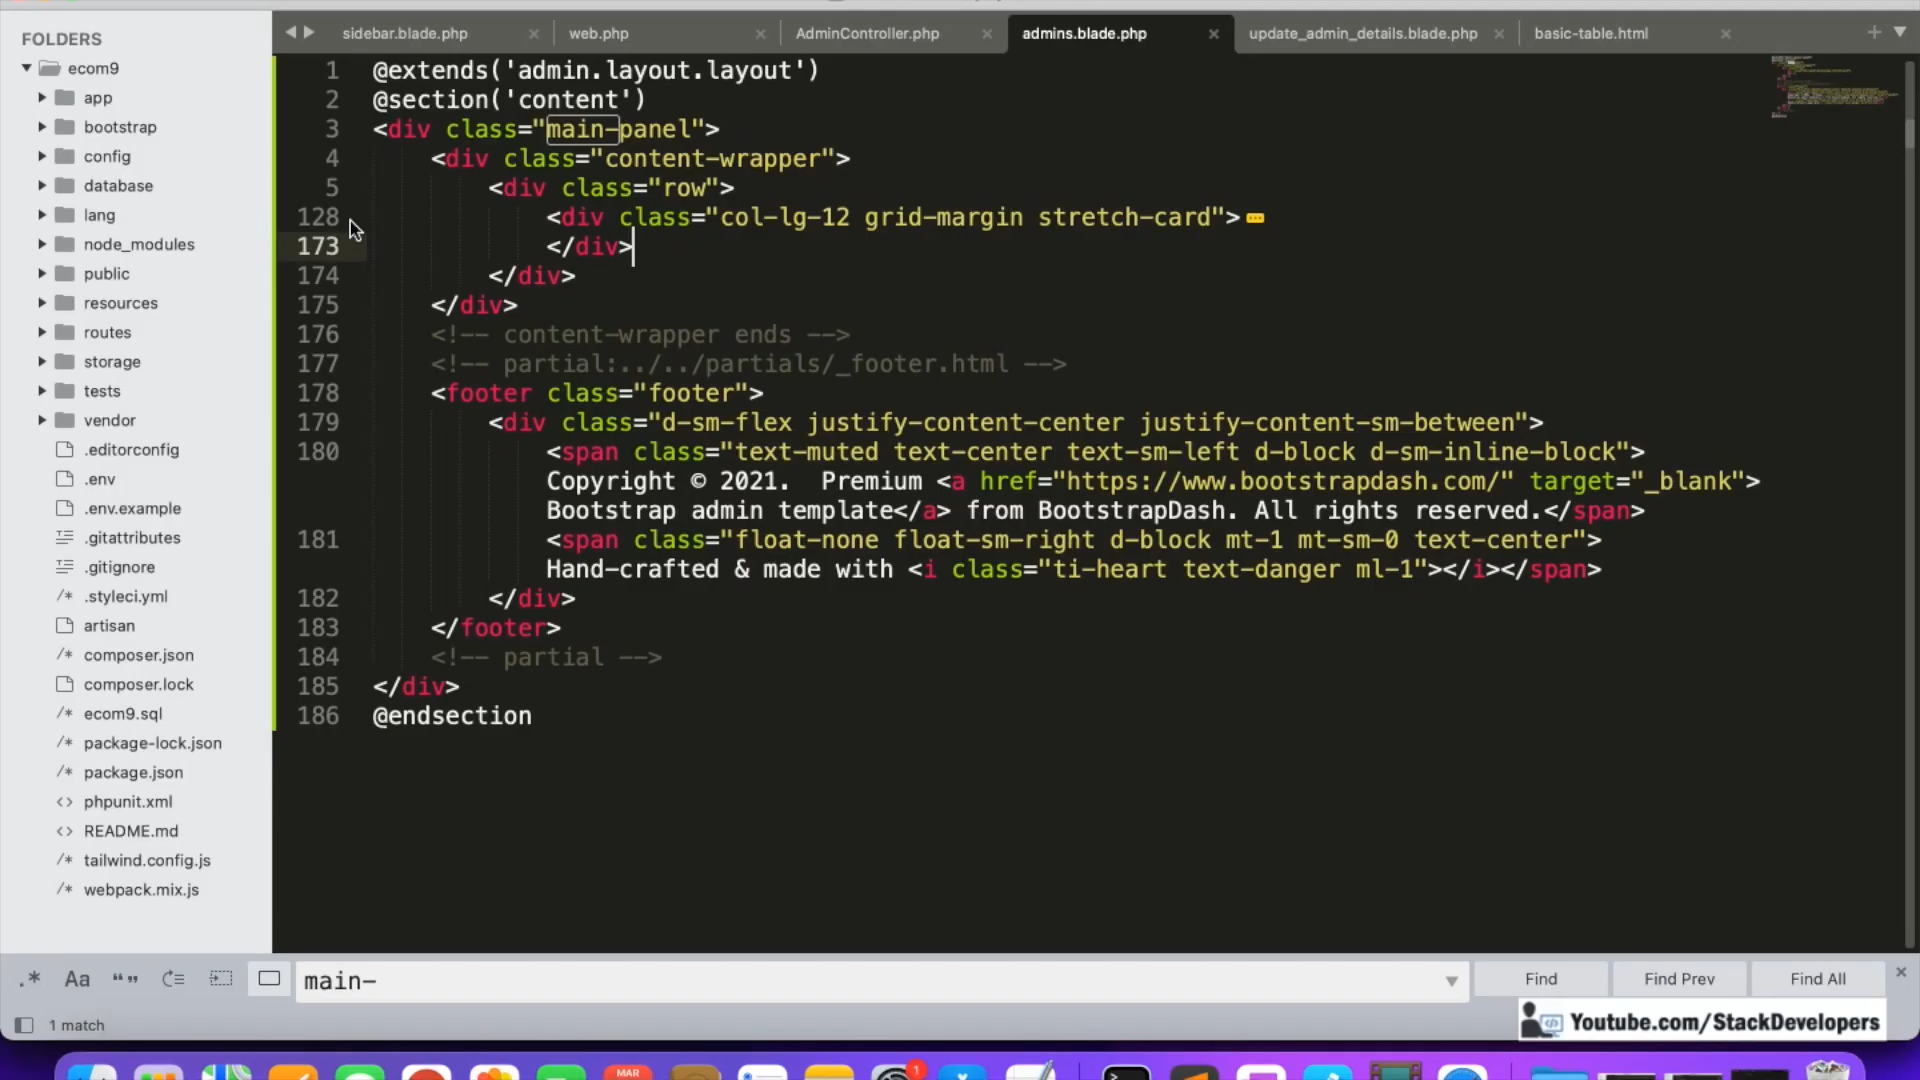 sidebar.blade.php
web.php
AdminController.php
admins.blade.php
update_admin_details.blade.php
basic-table.html
FOLDERS
ecom9
app
bootstrap
config
database
lang
node_modules
public
resources
routes
storage
tests
vendor
.editorconfig
.env
.env.example
.gitattributes
.gitignore
.styleci.yml
artisan
composer.json
composer.lock
ecom9.sql
package-lock.json
package.json
phpunit.xml
README.md
tailwind.config.js
webpack.mix.js
1 @extends('admin.layout.layout')
2 @section('content')
3 <div class="main-panel">
4 <div class="content-wrapper">
5 <div class="row">
128 <div class="col-lg-12 grid-margin stretch-card">
173 </div>
174 </div>
175 </div>
176 <!-- content-wrapper ends -->
177 <!-- partial:../../partials/_footer.html -->
178 <footer class="footer">
179 <div class="d-sm-flex justify-content-center justify-content-sm-between">
180 <span class="text-muted text-center text-sm-left d-block d-sm-inline-block">
Copyright © 2021.  Premium <a href="https://www.bootstrapdash.com/" target="_blank">
Bootstrap admin template</a> from BootstrapDash. All rights reserved.</span>
181 <span class="float-none float-sm-right d-block mt-1 mt-sm-0 text-center">
Hand-crafted & made with <i class="ti-heart text-danger ml-1"></i></span>
182 </div>
183 </footer>
184 <!-- partial -->
185 </div>
186 @endsection
.* Aa “” main- Find Find Prev Find All
1 match
Youtube.com/StackDevelopers
MAR
1